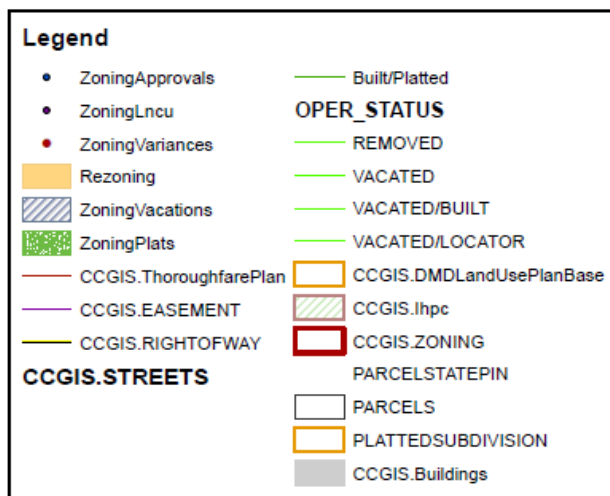 Legend
ZoningApprovals
ZoningLncu
ZoningVariances
Rezoning
ZoningVacations
ZoningPlats
CCGIS.ThoroughfarePlan
CCGIS.EASEMENT
CCGIS.RIGHTOFWAY
CCGIS.STREETS
Built/Platted
OPER_STATUS
REMOVED
VACATED
VACATED/BUILT
VACATED/LOCATOR
CCGIS.DMDLandUsePlanBase
CCGIS.Ihpc
CCGIS.ZONING
PARCELSTATEPIN
PARCELS
PLATTEDSUBDIVISION
CCGIS.Buildings